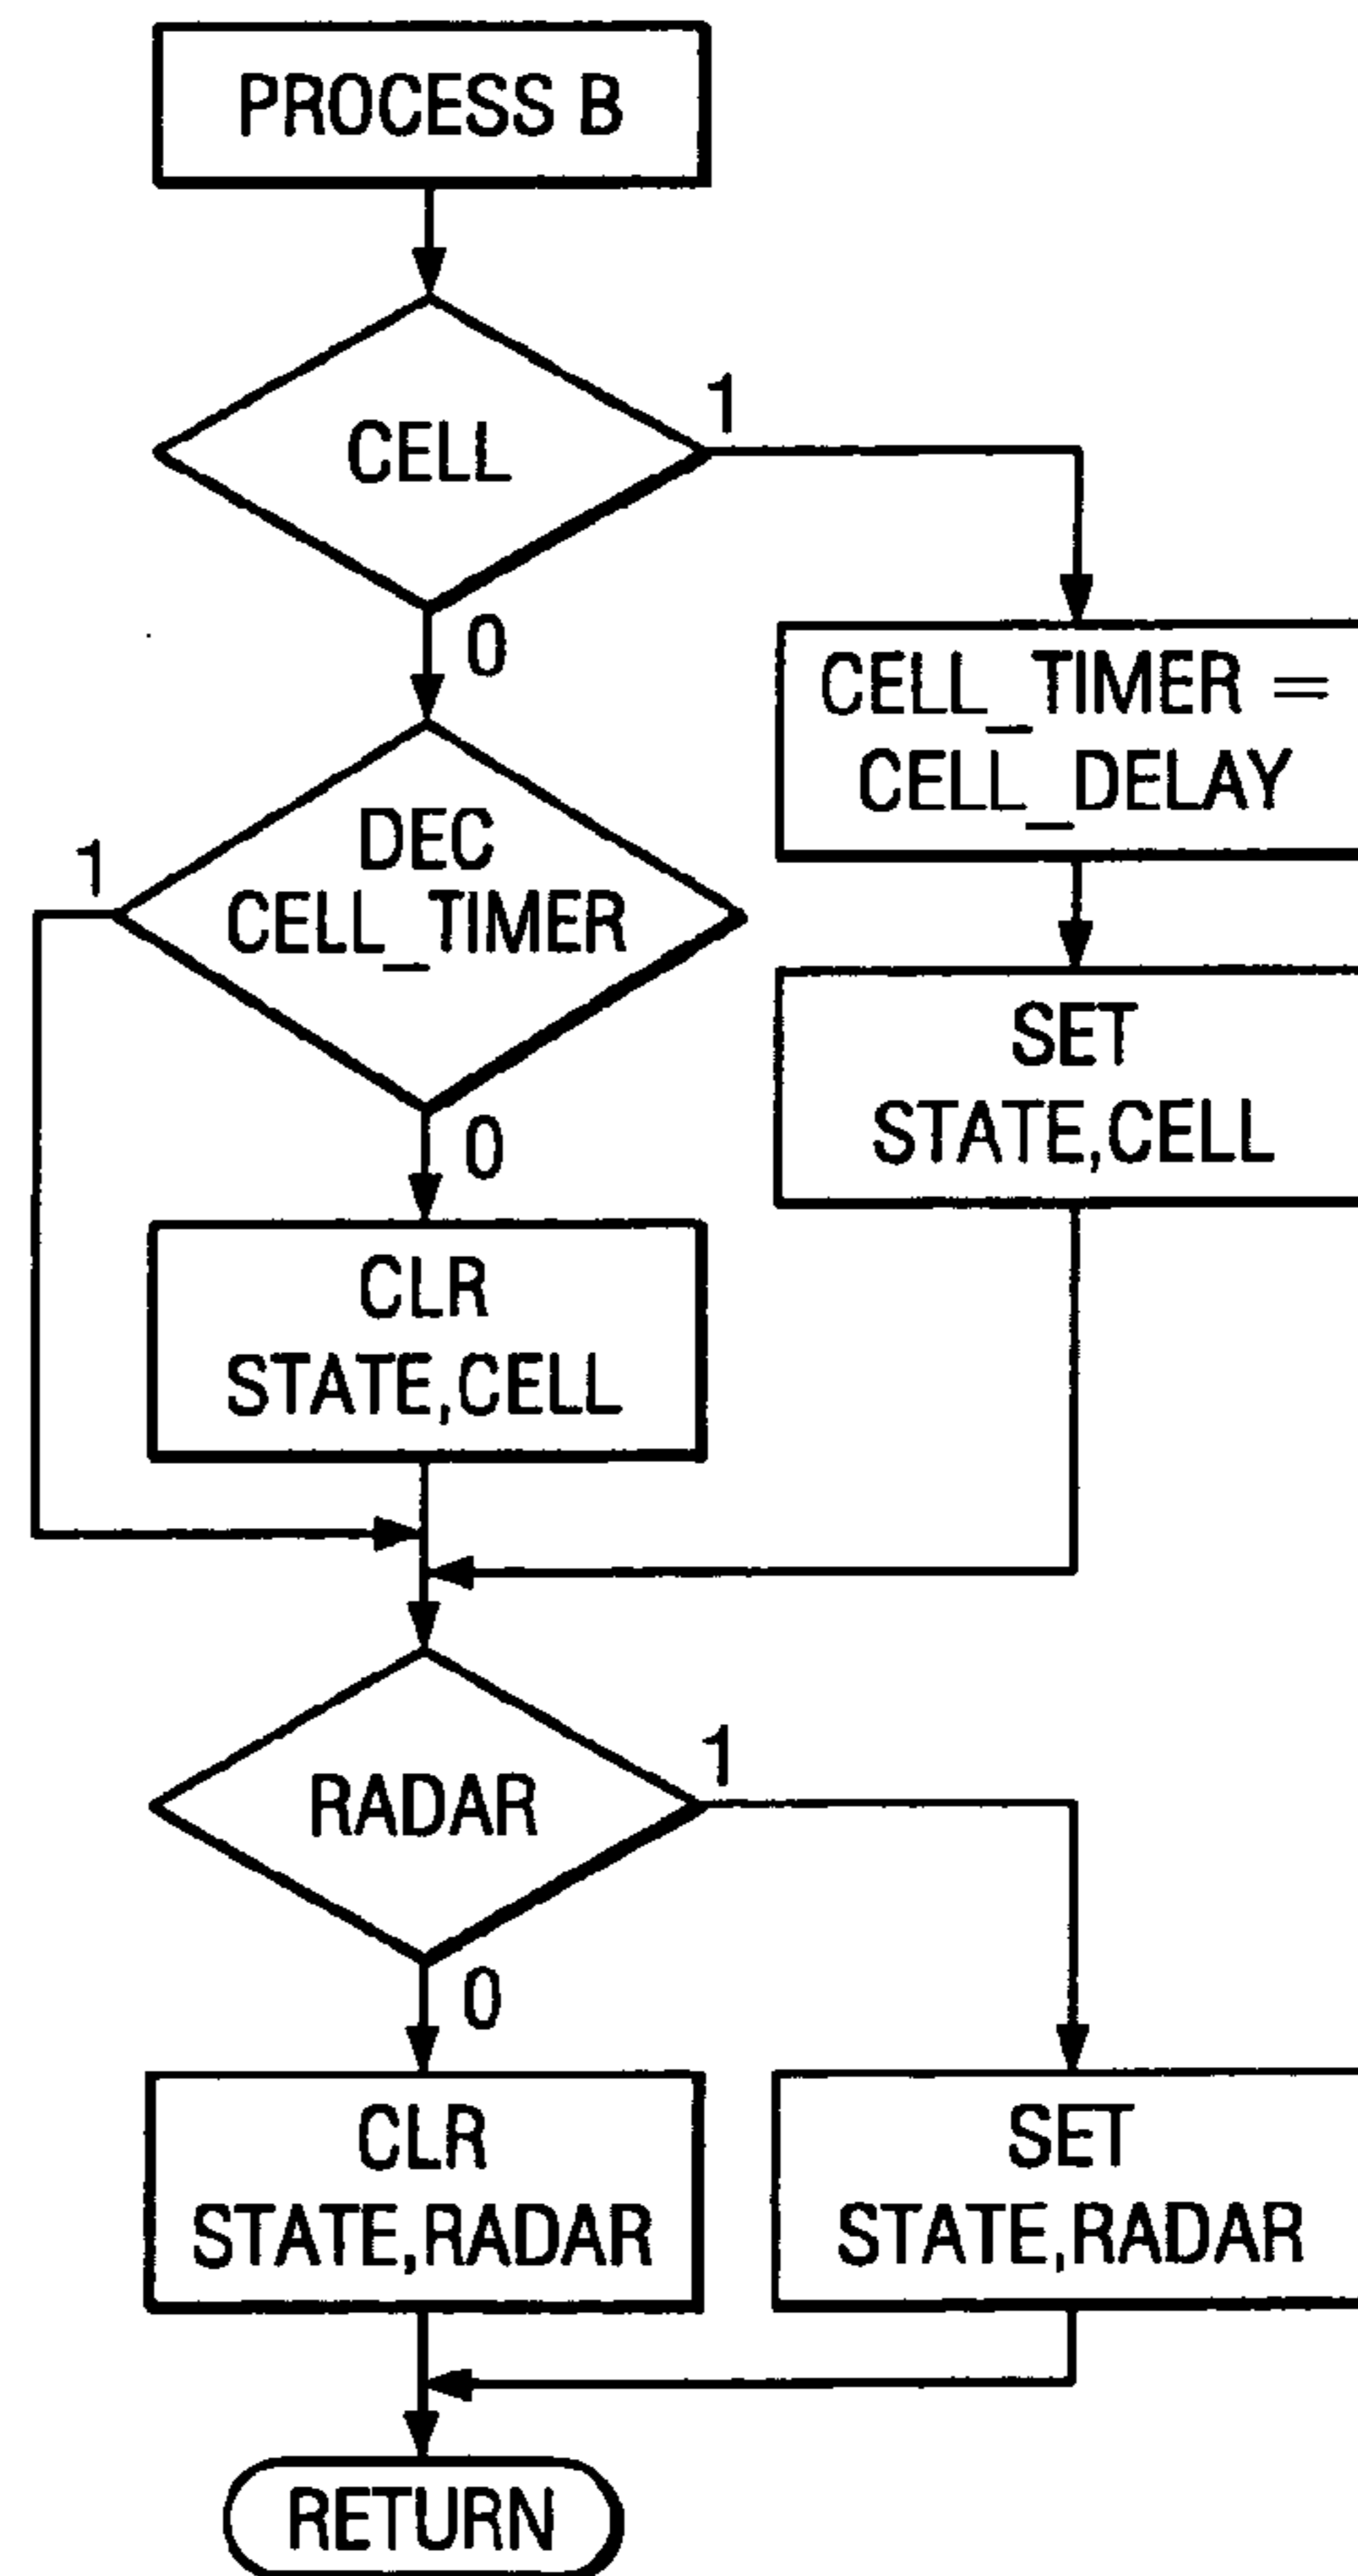 PROCESS B
CELL
1
0
CELL_TIMER =
CELL_DELAY
SET
STATE,CELL
DEC
CELL_TIMER
1
0
CLR
STATE,CELL
RADAR
1
0
CLR
STATE,RADAR
SET
STATE,RADAR
RETURN